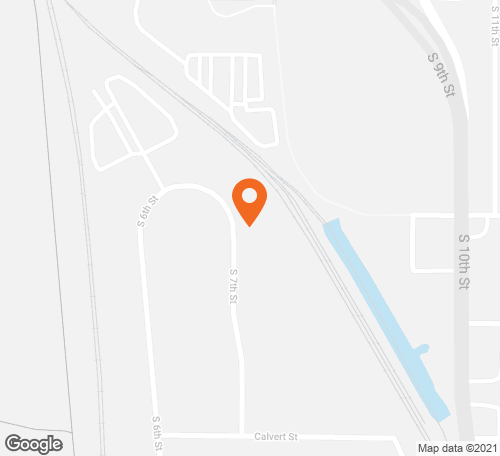 S 11th St
S 9th St
S 6th St
S 10th St
S 7th St
S 6th St
Calvert St
Google
Map data ©2021